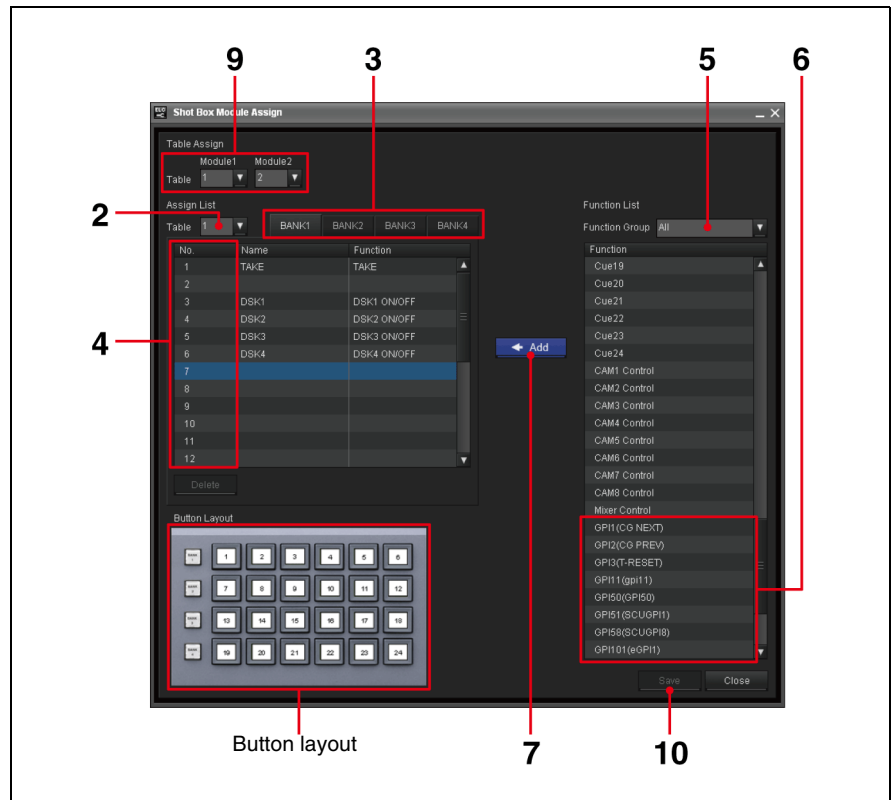 9 3 5 6
Shot Box Module Assign
Table Assign
Module1 Module2
Table 1 2
2
Assign List
Table 1 BANK1 BANK2 BANK3 BANK4
Function List
Function Group All
4
No. Name Function
1 TAKE TAKE
2
3 DSK1 DSK1 ON/OFF
4 DSK2 DSK2 ON/OFF
5 DSK3 DSK3 ON/OFF
6 DSK4 DSK4 ON/OFF
7
8
9
10
11
12
Delete
Add
Function
Cue19
Cue20
Cue21
Cue22
Cue23
Cue24
CAM1 Control
CAM2 Control
CAM3 Control
CAM4 Control
CAM5 Control
CAM6 Control
CAM7 Control
CAM8 Control
Mixer Control
GPI1(CG NEXT)
GPI2(CG PREV)
GPI3(T-RESET)
GPI11(gpi11)
GPI50(GPI50)
GPI51(SCUGPI1)
GPI58(SCUGPI8)
GPI101(eGPI1)
Button Layout
1 2 3 4 5 6
7 8 9 10 11 12
13 14 15 16 17 18
19 20 21 22 23 24
Save Close
Button layout
7 10